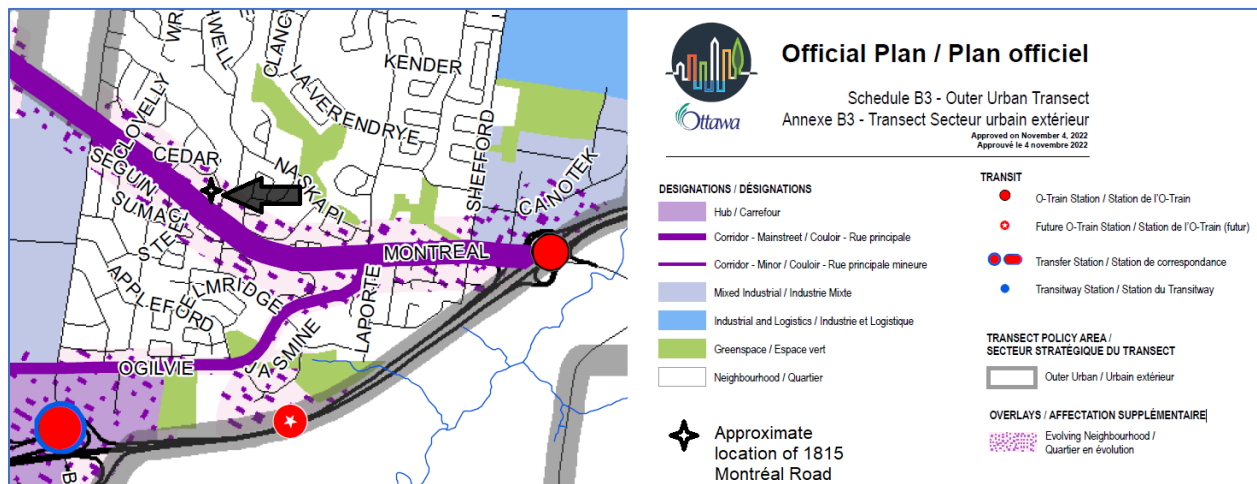 WR
HWELL
CLANCY
KENDER
LA VERENDRYE
CLOVELLY
CEDAR
NASKAPI
SHEFFORD
CANOTEK
SEGUIN
SUMAC
MONTREAL
APPLEFORD
ELMRIDGE
LAPORTE
JASMINE
OGILVIE
B
Official Plan / Plan officiel
Ottawa
Schedule B3 - Outer Urban Transect
Annexe B3 - Transect Secteur urbain extérieur
Approved on November 4, 2022
Approuvé le 4 novembre 2022
DESIGNATIONS / DÉSIGNATIONS
Hub / Carrefour
Corridor - Mainstreet / Couloir - Rue principale
Corridor - Minor / Couloir - Rue principale mineure
Mixed Industrial / Industrie Mixte
Industrial and Logistics / Industrie et Logistique
Greenspace / Espace vert
Neighbourhood / Quartier
Approximate
location of 1815
Montréal Road
TRANSIT
O-Train Station / Station de l'O-Train
Future O-Train Station / Station de l'O-Train (futur)
Transfer Station / Station de correspondance
Transitway Station / Station du Transitway
TRANSECT POLICY AREA /
SECTEUR STRATÉGIQUE DU TRANSECT
Outer Urban / Urbain extérieur
OVERLAYS / AFFECTATION SUPPLÉMENTAIRE
Evolving Neighbourhood /
Quartier en évolution